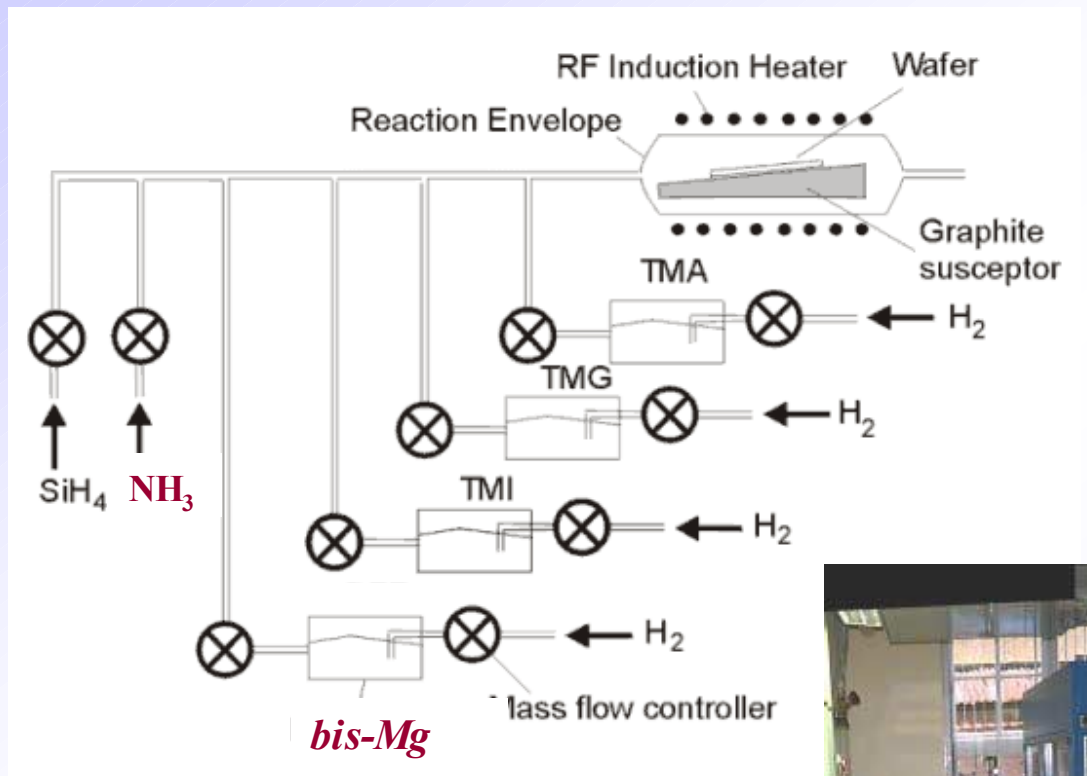 RF Induction Heater
Wafer
Reaction Envelope
Graphite
susceptor
TMA
H₂
TMG
H₂
SiH₄
NH₃
TMI
H₂
H₂
Mass flow controller
bis-Mg